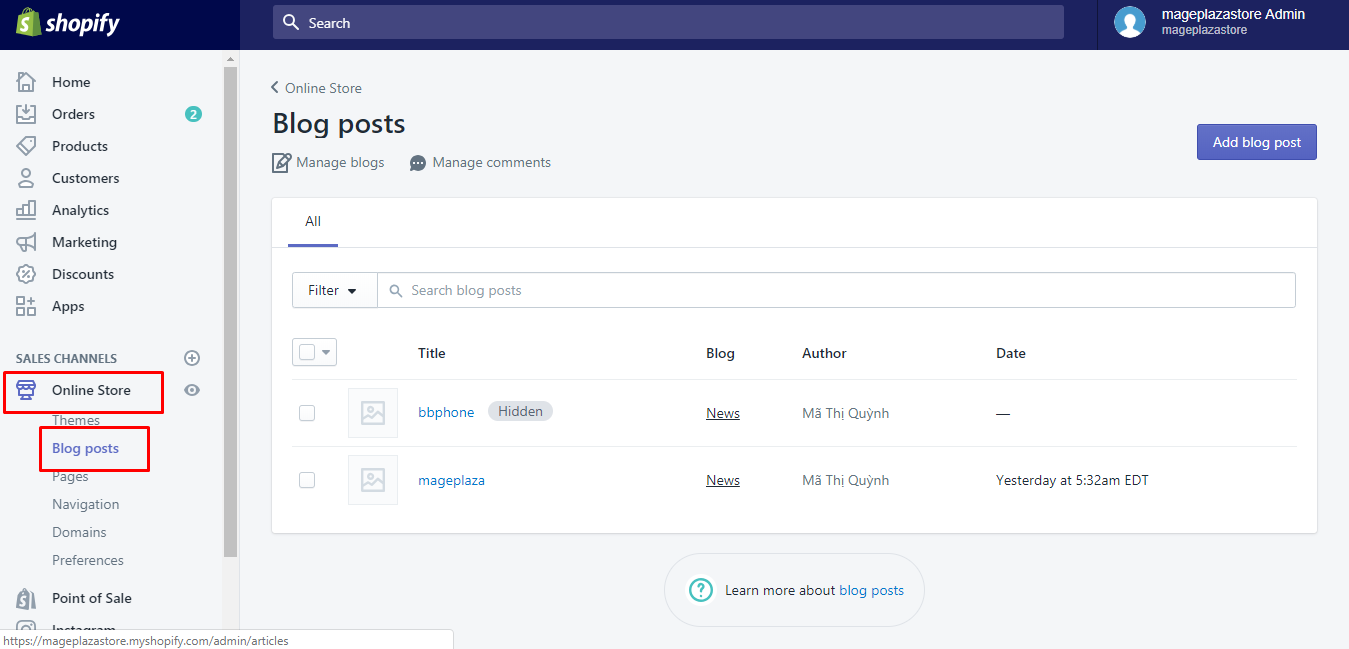 shopify
Search
mageplazastore Admin
mageplazastore
Home
Orders 2
Products
Customers
Analytics
Marketing
Discounts
Apps
SALES CHANNELS
Online Store
Themes
Blog posts
Pages
Navigation
Domains
Preferences
Point of Sale
Instagram
https://mageplazastore.myshopify.com/admin/articles
Online Store
Blog posts
Manage blogs Manage comments
Add blog post
All
Filter Search blog posts
Title Blog Author Date
bbphone Hidden News Mã Thị Quỳnh —
mageplaza News Mã Thị Quỳnh Yesterday at 5:32am EDT
? Learn more about blog posts